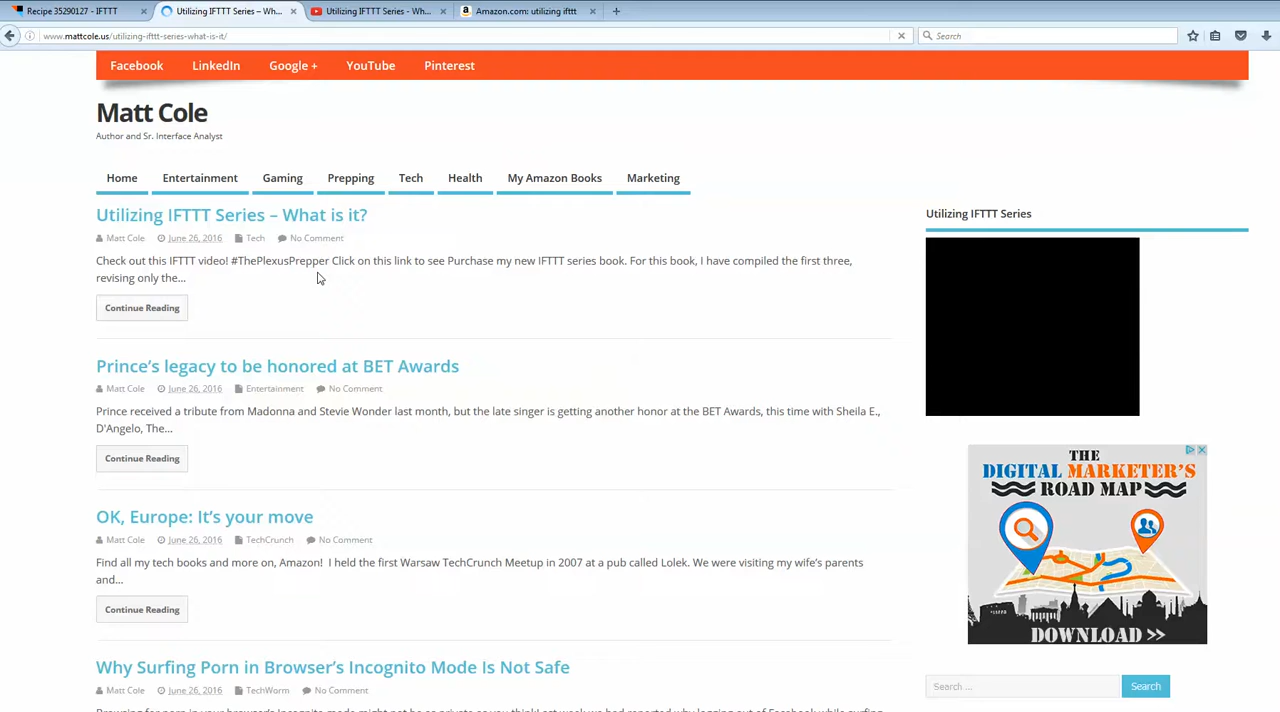 Recipe 35290127 - IFTTT
Utilizing IFTTT Series – Wh...
Utilizing IFTTT Series - Wh...
Amazon.com: utilizing ifttt
www.mattcole.us/utilizing-ifttt-series-what-is-it/
Search
Facebook LinkedIn Google + YouTube Pinterest
Matt Cole
Author and Sr. Interface Analyst
Home Entertainment Gaming Prepping Tech Health My Amazon Books Marketing
Utilizing IFTTT Series – What is it?
Matt Cole June 26, 2016 Tech No Comment
Check out this IFTTT video! #ThePlexusPrepper Click on this link to see Purchase my new IFTTT series book. For this book, I have compiled the first three,
revising only the...
Continue Reading
Prince's legacy to be honored at BET Awards
Matt Cole June 26, 2016 Entertainment No Comment
Prince received a tribute from Madonna and Stevie Wonder last month, but the late singer is getting another honor at the BET Awards, this time with Sheila E.,
D'Angelo, The...
Continue Reading
OK, Europe: It's your move
Matt Cole June 26, 2016 TechCrunch No Comment
Find all my tech books and more on, Amazon! I held the first Warsaw TechCrunch Meetup in 2007 at a pub called Lolek. We were visiting my wife's parents
and...
Continue Reading
Why Surfing Porn in Browser's Incognito Mode Is Not Safe
Matt Cole June 26, 2016 TechWorm No Comment
Utilizing IFTTT Series
THE
DIGITAL MARKETER'S
ROAD MAP
DOWNLOAD >>
Search ...
Search